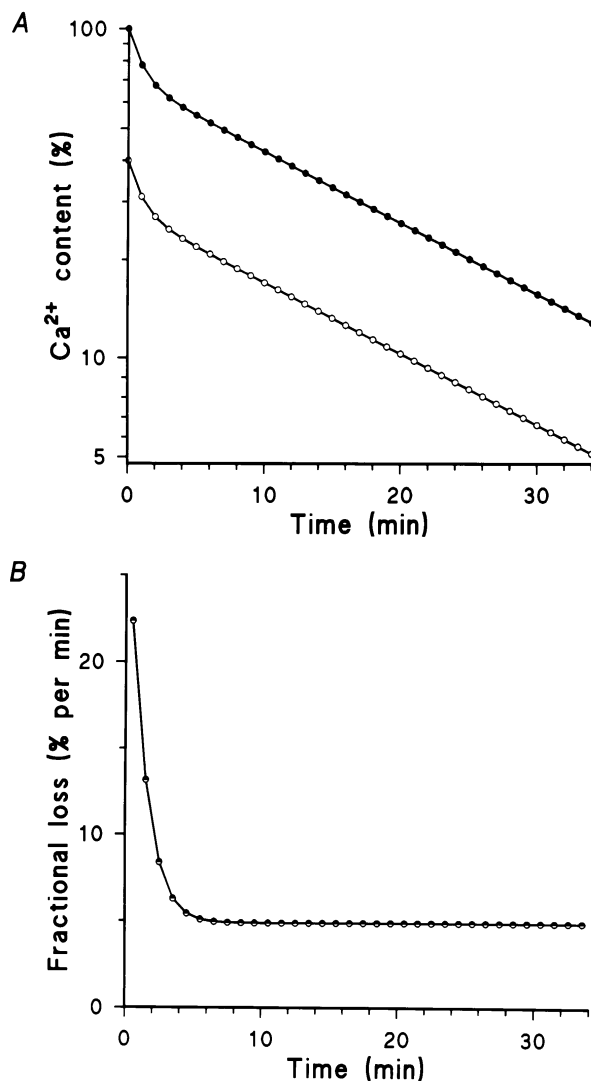 A
100
10
5
Ca²⁺ content (%)
0 10 20 30
Time (min)
B
20
10
0
Fractional loss (% per min)
0 10 20 30
Time (min)